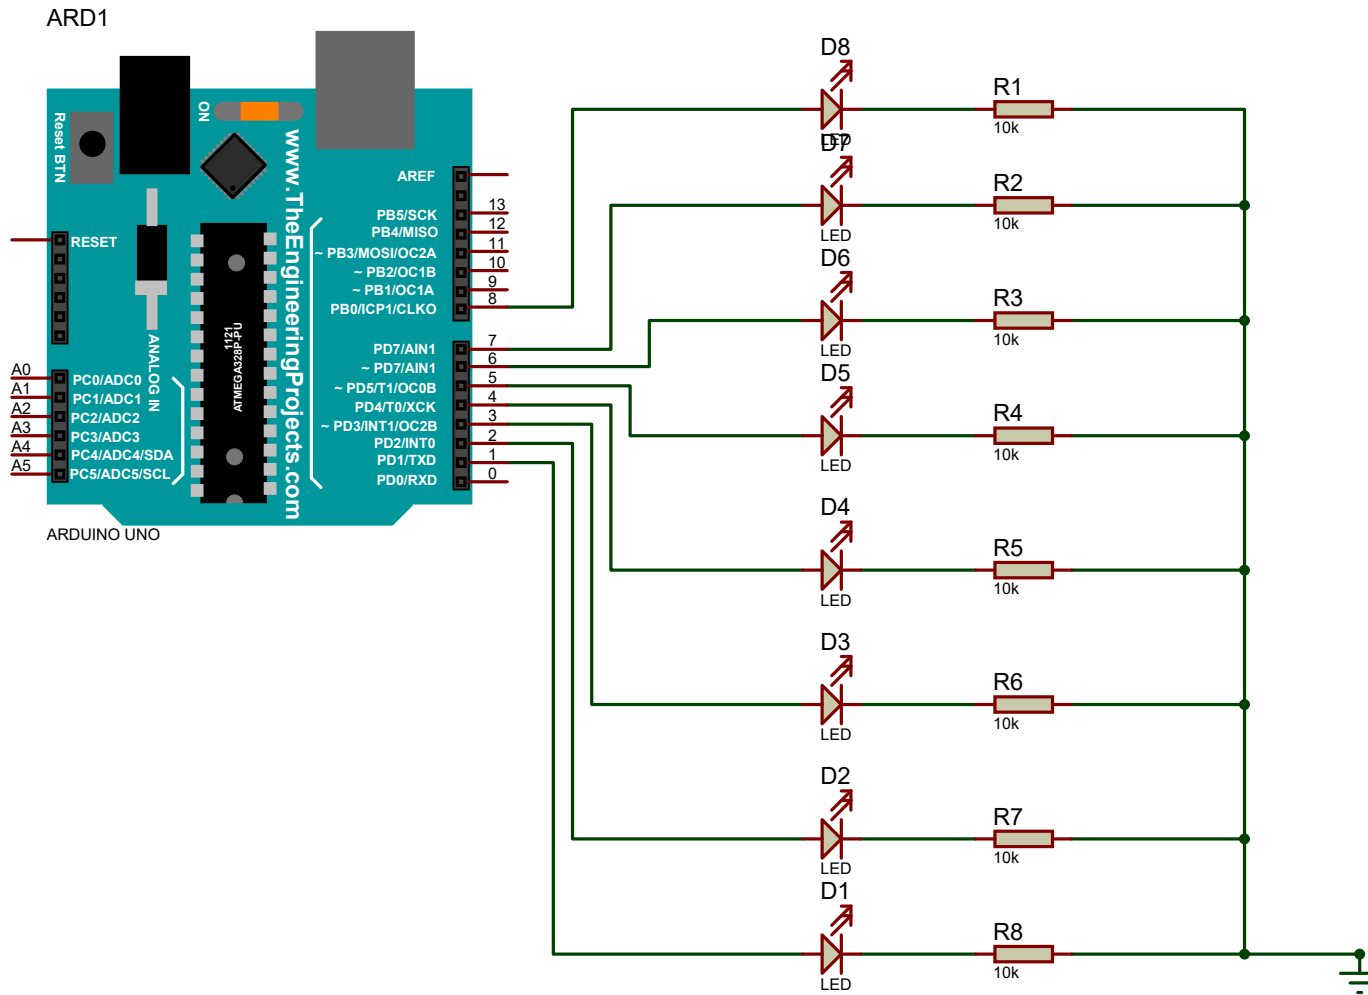 ARD1
ON
Reset BTN
www.TheEngineeringProjects.com
AREF
PB5/SCK 13
PB4/MISO 12
~ PB3/MOSI/OC2A 11
~ PB2/OC1B 10
~ PB1/OC1A 9
PB0/ICP1/CLKO 8
RESET
PD7/AIN1 7
~ PD7/AIN1 6
~ PD5/T1/OC0B 5
PD4/T0/XCK 4
~ PD3/INT1/OC2B 3
PD2/INT0 2
PD1/TXD 1
PD0/RXD 0
1121
ATMEGA328P-PU
ANALOG IN
A0 PC0/ADC0
A1 PC1/ADC1
A2 PC2/ADC2
A3 PC3/ADC3
A4 PC4/ADC4/SDA
A5 PC5/ADC5/SCL
ARDUINO UNO
D8
LED
R1
10k
D7
LED
R2
10k
D6
LED
R3
10k
D5
LED
R4
10k
D4
LED
R5
10k
D3
LED
R6
10k
D2
LED
R7
10k
D1
LED
R8
10k